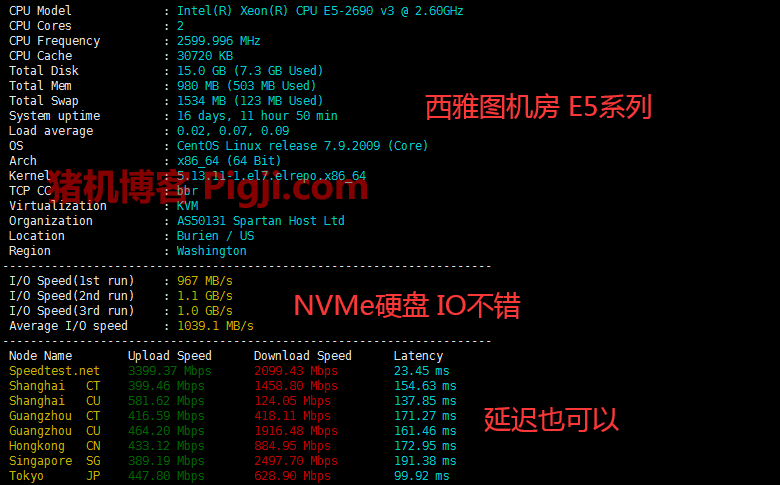 CPU Model : Intel(R) Xeon(R) CPU E5-2690 v3 @ 2.60GHz
CPU Cores : 2
CPU Frequency : 2599.996 MHz
CPU Cache : 30720 KB
Total Disk : 15.0 GB (7.3 GB Used)
Total Mem : 980 MB (503 MB Used)
Total Swap : 1534 MB (123 MB Used)
西雅图机房 E5系列
System uptime : 16 days, 11 hour 50 min
Load average : 0.02, 0.07, 0.09
OS : CentOS Linux release 7.9.2009 (Core)
Arch : x86_64 (64 Bit)
Kernel : 5.13.11-1.el7.elrepo.x86_64
猪机博客 Pigji.com
TCP CC : bbr
Virtualization : KVM
Organization : AS50131 Spartan Host Ltd
Location : Burien / US
Region : Washington
----------------------------------------------------------------------
I/O Speed(1st run) : 967 MB/s
I/O Speed(2nd run) : 1.1 GB/s
I/O Speed(3rd run) : 1.0 GB/s
NVMe硬盘 IO不错
Average I/O speed : 1039.1 MB/s
----------------------------------------------------------------------
Node Name Upload Speed Download Speed Latency
Speedtest.net 3399.37 Mbps 2099.43 Mbps 23.45 ms
Shanghai CT 399.46 Mbps 1458.80 Mbps 154.63 ms
Shanghai CU 581.62 Mbps 124.05 Mbps 137.85 ms
Guangzhou CT 416.59 Mbps 418.11 Mbps 171.27 ms
延迟也可以
Guangzhou CU 464.20 Mbps 1916.48 Mbps 161.46 ms
Hongkong CN 433.12 Mbps 884.95 Mbps 172.95 ms
Singapore SG 389.19 Mbps 2497.70 Mbps 191.38 ms
Tokyo JP 447.80 Mbps 628.90 Mbps 99.92 ms